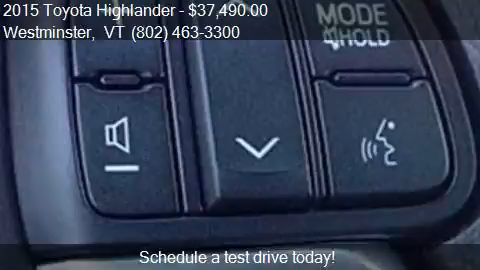 2015 Toyota Highlander - $37,490.00
Westminster, VT (802) 463-3300
MODE
HOLD
Schedule a test drive today!